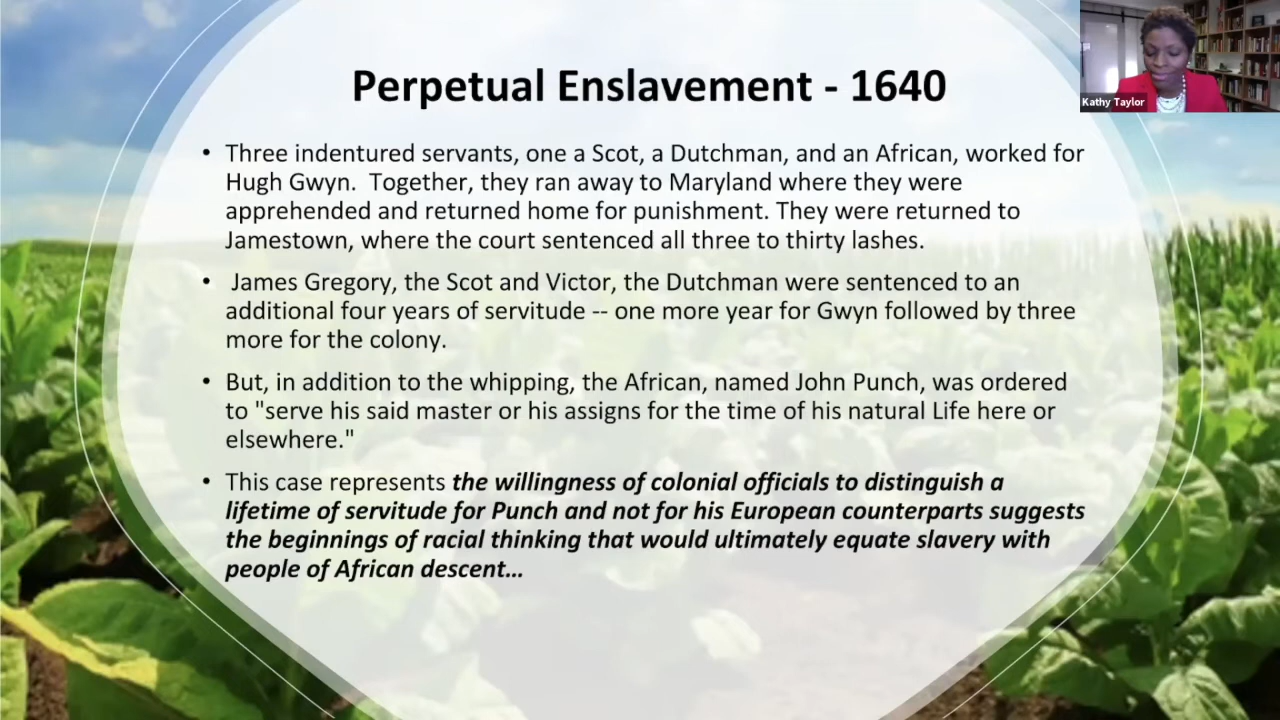 Perpetual Enslavement - 1640
Kathy Taylor
• Three indentured servants, one a Scot, a Dutchman, and an African, worked for
Hugh Gwyn.  Together, they ran away to Maryland where they were
apprehended and returned home for punishment. They were returned to
Jamestown, where the court sentenced all three to thirty lashes.
•  James Gregory, the Scot and Victor, the Dutchman were sentenced to an
additional four years of servitude -- one more year for Gwyn followed by three
more for the colony.
• But, in addition to the whipping, the African, named John Punch, was ordered
to "serve his said master or his assigns for the time of his natural Life here or
elsewhere."
• This case represents the willingness of colonial officials to distinguish a
lifetime of servitude for Punch and not for his European counterparts suggests
the beginnings of racial thinking that would ultimately equate slavery with
people of African descent…